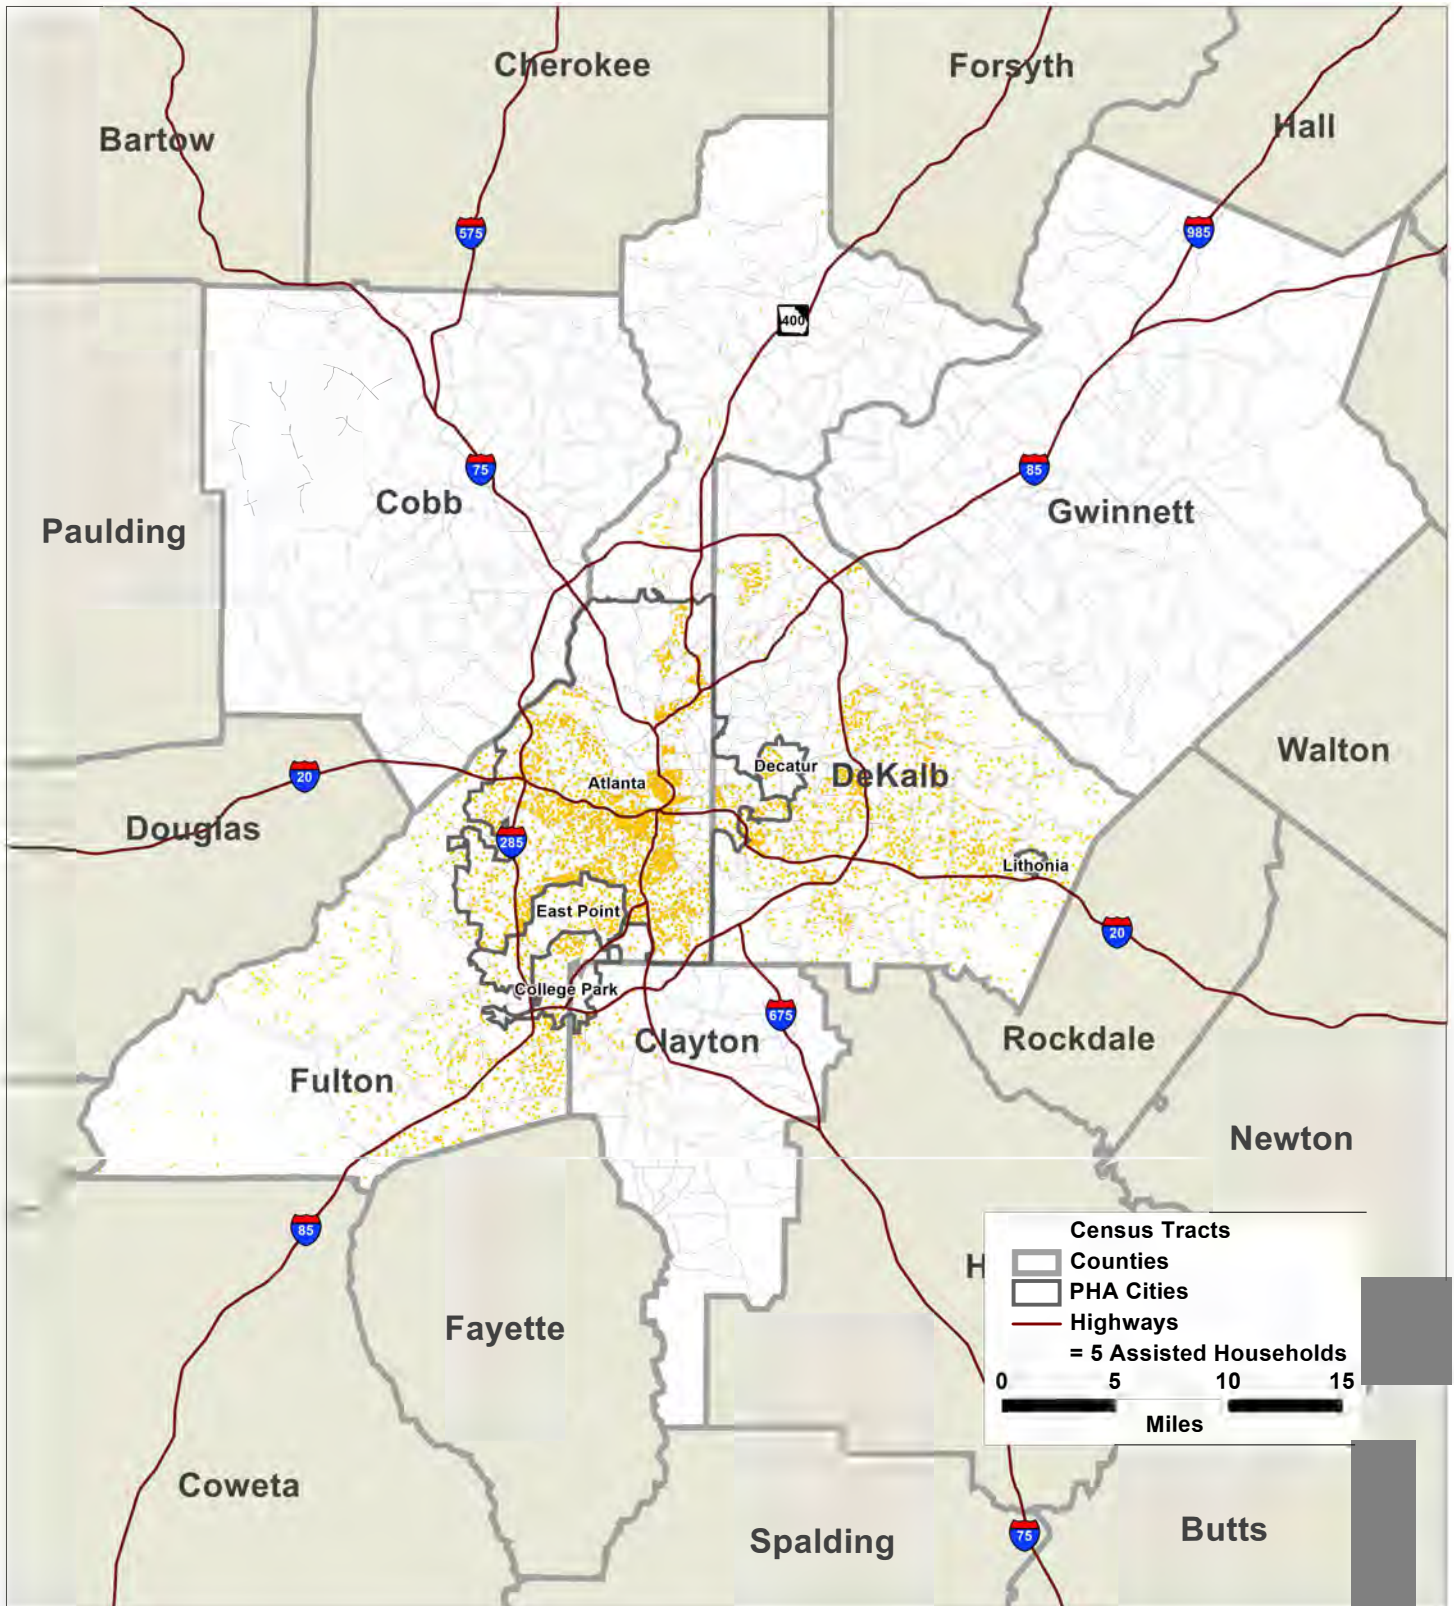 Cherokee
Forsyth
Hall
Bartow
575
985
400
75
85
Cobb
Gwinnett
Paulding
Walton
20
Atlanta
Decatur
DeKalb
Douglas
285
Lithonia
East Point
20
College Park
675
Clayton
Rockdale
Fulton
Newton
85
H
Fayette
Census Tracts
Counties
PHA Cities
Highways
= 5 Assisted Households
0 5 10 15
Miles
Coweta
Spalding
75
Butts